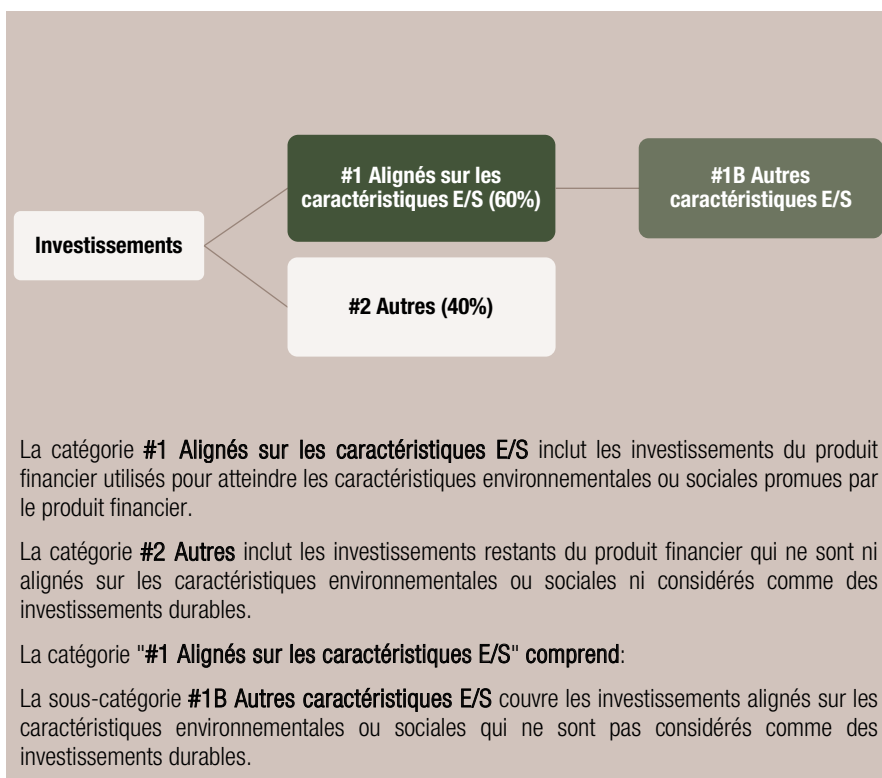 #1 Alignés sur les
caractéristiques E/S (60%)
#1B Autres
caractéristiques E/S
Investissements
#2 Autres (40%)
La catégorie #1 Alignés sur les caractéristiques E/S inclut les investissements du produit
financier utilisés pour atteindre les caractéristiques environnementales ou sociales promues par
le produit financier.
La catégorie #2 Autres inclut les investissements restants du produit financier qui ne sont ni
alignés sur les caractéristiques environnementales ou sociales ni considérés comme des
investissements durables.
La catégorie "#1 Alignés sur les caractéristiques E/S" comprend:
La sous-catégorie #1B Autres caractéristiques E/S couvre les investissements alignés sur les
caractéristiques environnementales ou sociales qui ne sont pas considérés comme des
investissements durables.